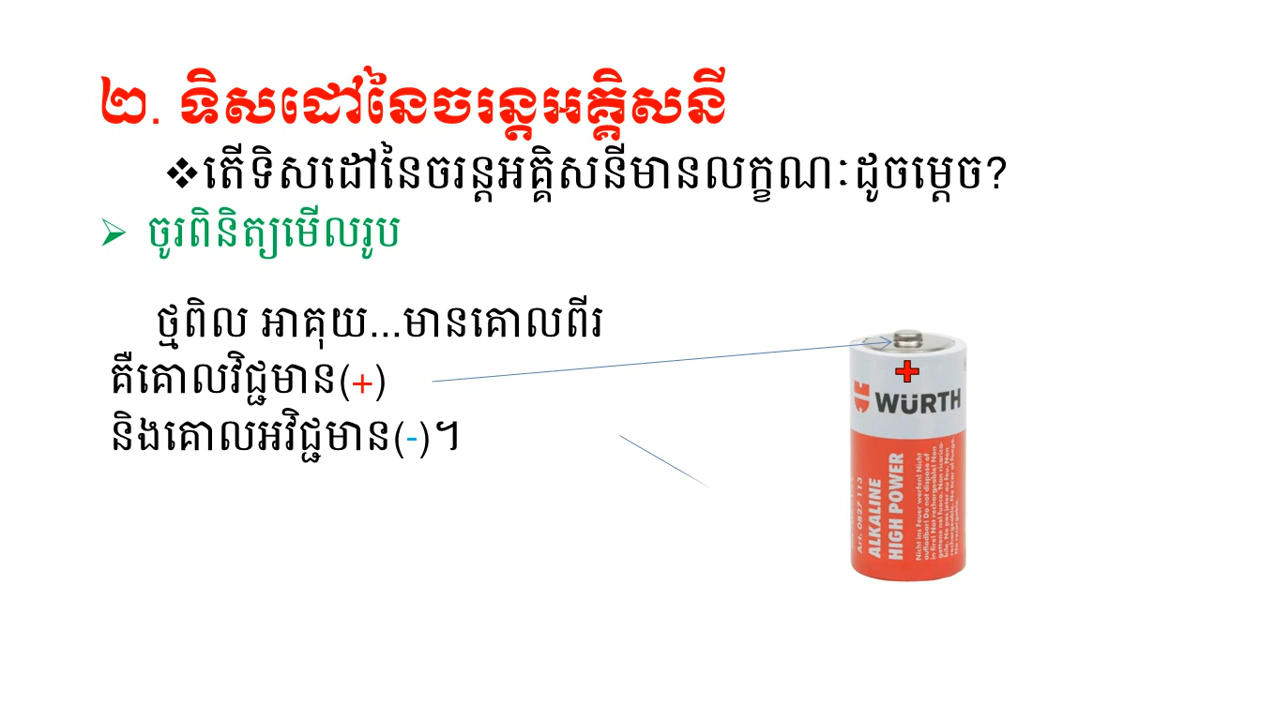 ២. ទិសដៅនៃចរន្តអគ្គិសនី
❖តើទិសដៅនៃចរន្តអគ្គិសនីមានលក្ខណៈដូចម្តេច?
➢ ចូរពិនិត្យមើលរូប
ថ្មពិល អាគុយ...មានគោលពីរ
គឺគោលវិជ្ជមាន(+)
និងគោលអវិជ្ជមាន(-)។
+
WÜRTH
ALKALINE
HIGH POWER
Art. 0827 113